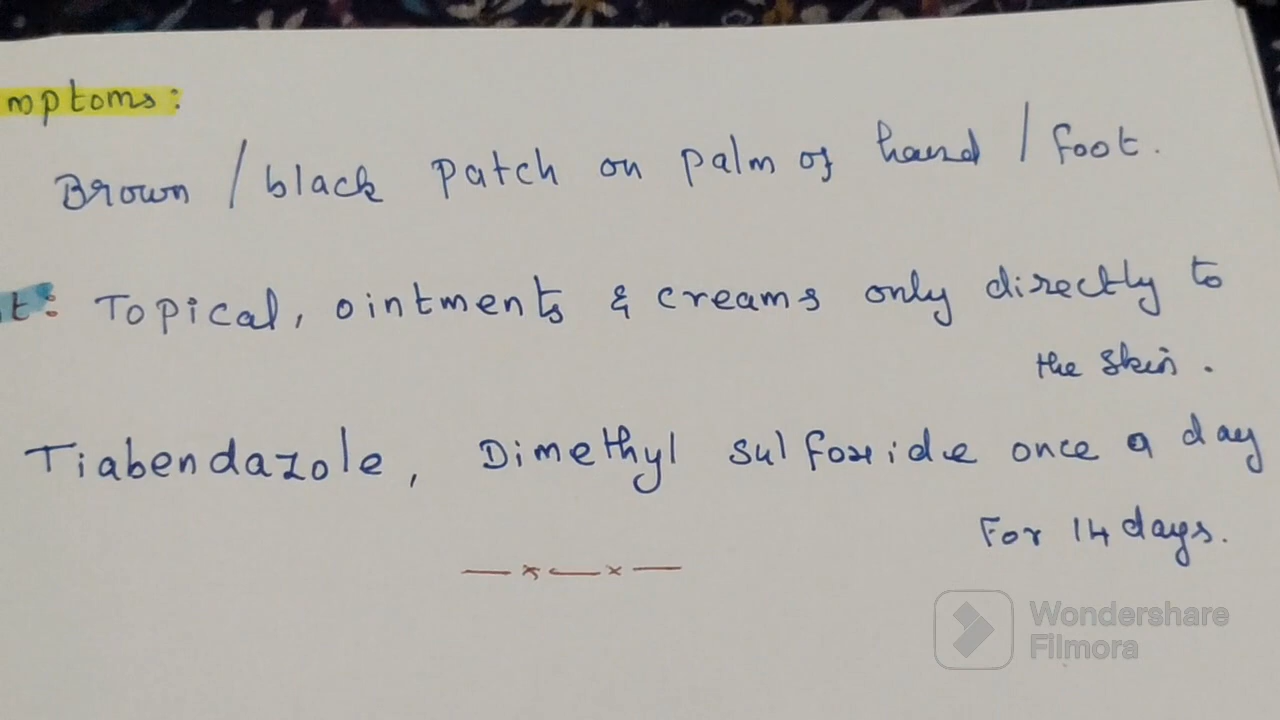 mptoms:
Brown / black patch on palm of hand / foot.
t: Topical, ointments & creams only directly to
the skin.
Tiabendazole, Dimethyl sulfoxide once a day
For 14 days.
Wondershare
Filmora